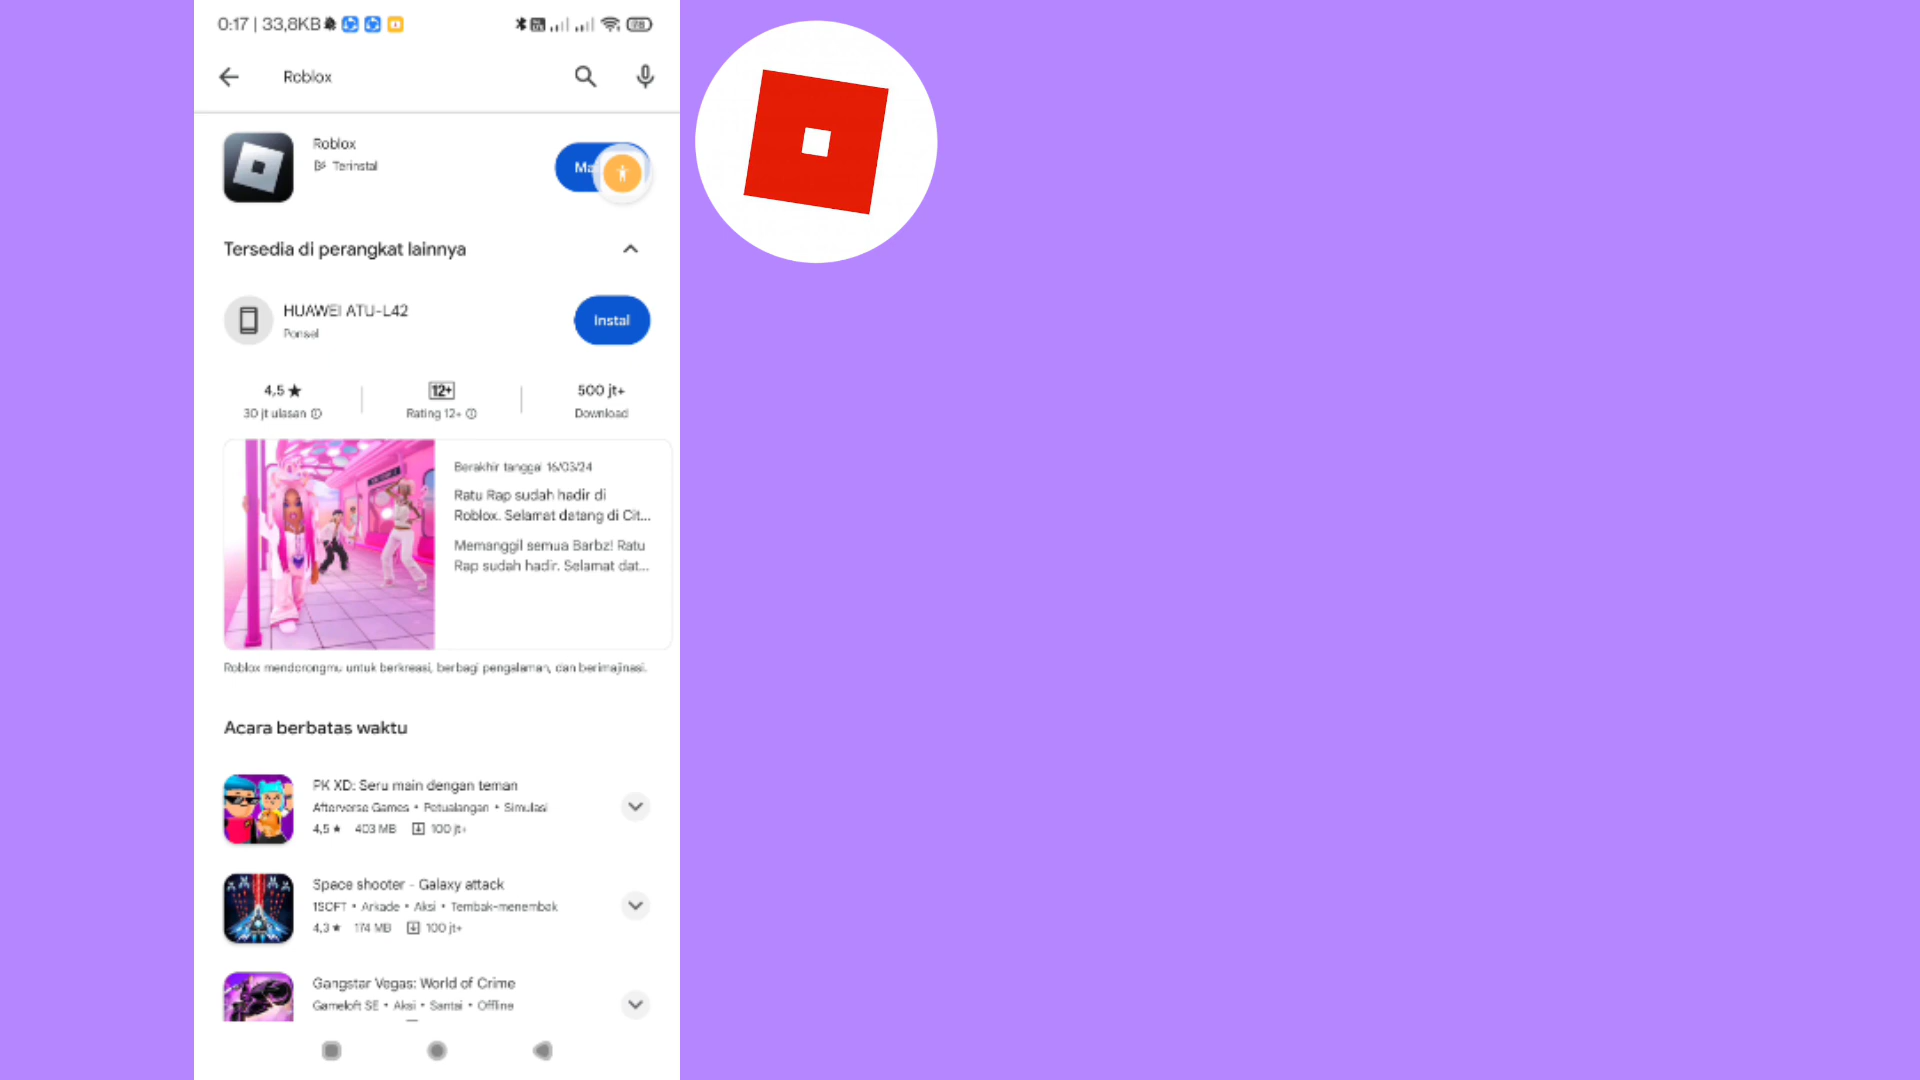 0:17 | 33,8KB
78
Roblox
Roblox
Terinstal
Ma
Tersedia di perangkat lainnya
HUAWEI ATU-L42
Ponsel
Instal
4,5 ★
12+
500 jt+
30 jt ulasan
Rating 12+
Download
Berakhir tanggal 16/03/24
Ratu Rap sudah hadir di
Roblox. Selamat datang di Cit...
Memanggil semua Barbz! Ratu
Rap sudah hadir. Selamat dat...
Roblox mendorongmu untuk berkreasi, berbagi pengalaman, dan berimajinasi.
Acara berbatas waktu
PK XD: Seru main dengan teman
Afterverse Games • Petualangan • Simulasi
4,5 ★ 403 MB 100 jt+
Space shooter - Galaxy attack
1SOFT • Arkade • Aksi • Tembak-menembak
4,3 ★ 174 MB 100 jt+
Gangstar Vegas: World of Crime
Gameloft SE • Aksi • Santai • Offline